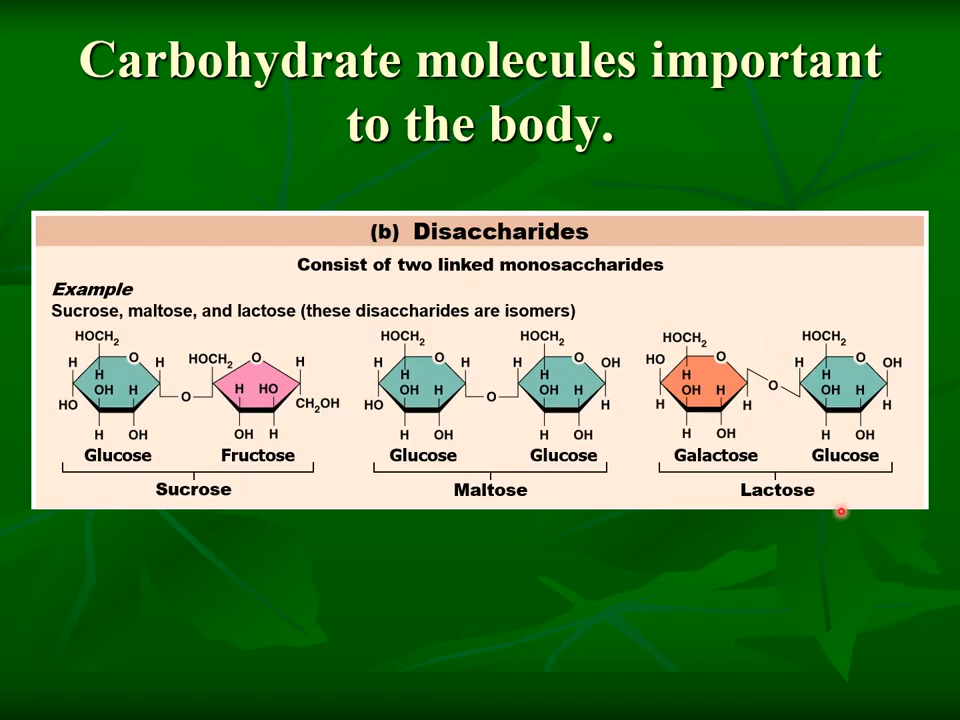 Carbohydrate molecules important
to the body.
(b) Disaccharides
Consist of two linked monosaccharides
Example
Sucrose, maltose, and lactose (these disaccharides are isomers)
HOCH2 HOCH2 HOCH2 HOCH2 HOCH2
H O H HOCH2 O H H O H H O OH HO O H O OH
H H H H H
OH H H HO OH H OH H OH H OH H
HO O CH2OH HO O H H H O H
H OH OH H H OH H OH H OH H OH
Glucose Fructose Glucose Glucose Galactose Glucose
Sucrose Maltose Lactose